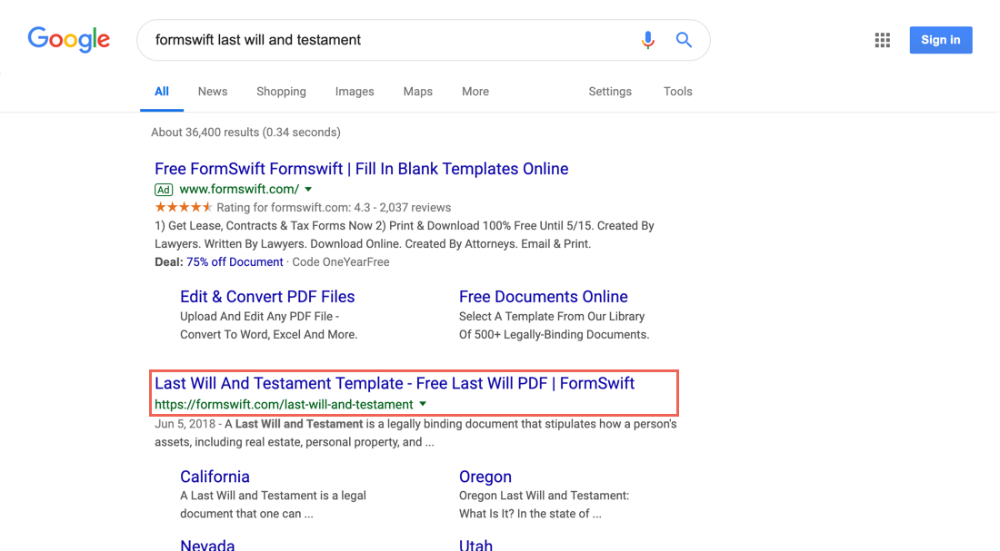 Google
formswift last will and testament
Sign in
All News Shopping Images Maps More Settings Tools
About 36,400 results (0.34 seconds)
Free FormSwift Formswift | Fill In Blank Templates Online
Ad www.formswift.com/
Rating for formswift.com: 4.3 - 2,037 reviews
1) Get Lease, Contracts & Tax Forms Now 2) Print & Download 100% Free Until 5/15. Created By
Lawyers. Written By Lawyers. Download Online. Created By Attorneys. Email & Print.
Deal: 75% off Document · Code OneYearFree
Edit & Convert PDF Files
Upload And Edit Any PDF File -
Convert To Word, Excel And More.
Free Documents Online
Select A Template From Our Library
Of 500+ Legally-Binding Documents.
Last Will And Testament Template - Free Last Will PDF | FormSwift
https://formswift.com/last-will-and-testament
Jun 5, 2018 - A Last Will and Testament is a legally binding document that stipulates how a person's
assets, including real estate, personal property, and ...
California
A Last Will and Testament is a legal
document that one can ...
Oregon
Oregon Last Will and Testament:
What Is It? In the state of ...
Nevada
Utah